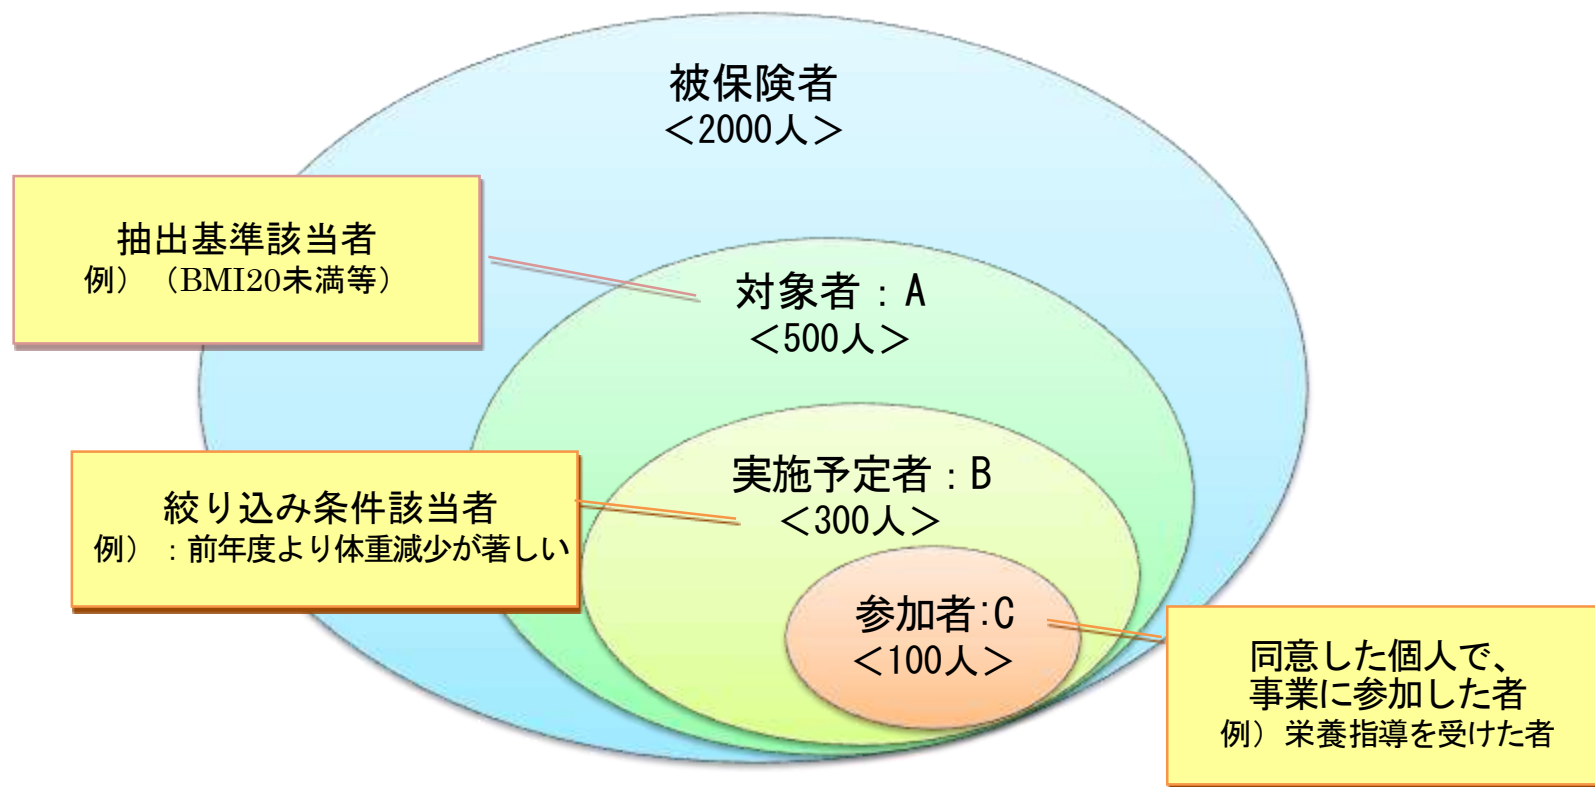 被保険者
＜2000人＞
抽出基準該当者
例）（BMI20未満等）
対象者：A
＜500人＞
実施予定者：B
＜300人＞
絞り込み条件該当者
例）：前年度より体重減少が著しい
参加者:C
＜100人＞
同意した個人で、
事業に参加した者
例）栄養指導を受けた者